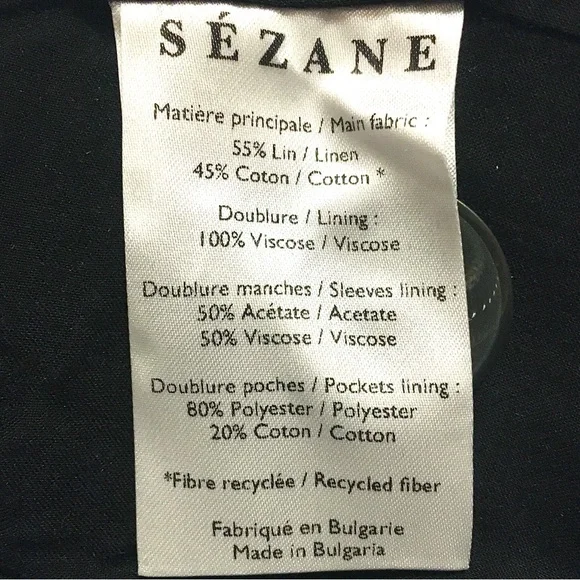 SÉZANE
Matière principale / Main fabric :
55% Lin / Linen
45% Coton / Cotton *
Doublure / Lining :
100% Viscose / Viscose
Doublure manches / Sleeves lining :
50% Acétate / Acetate
50% Viscose / Viscose
Doublure poches / Pockets lining :
80% Polyester / Polyester
20% Coton / Cotton
*Fibre recyclée / Recycled fiber
Fabriqué en Bulgarie
Made in Bulgaria